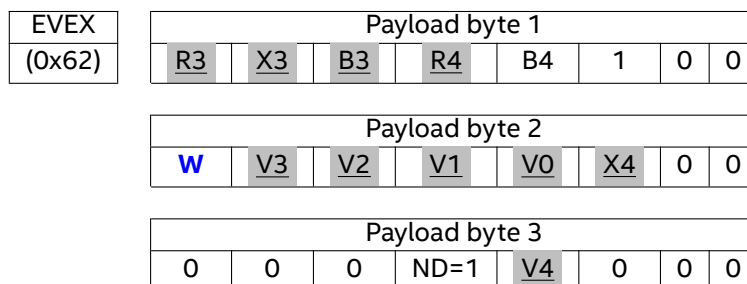 EVEX Payload byte 1
(0x62) R3 X3 B3 R4 B4 1 0 0
Payload byte 2
W V3 V2 V1 V0 X4 0 0
Payload byte 3
0 0 0 ND=1 V4 0 0 0